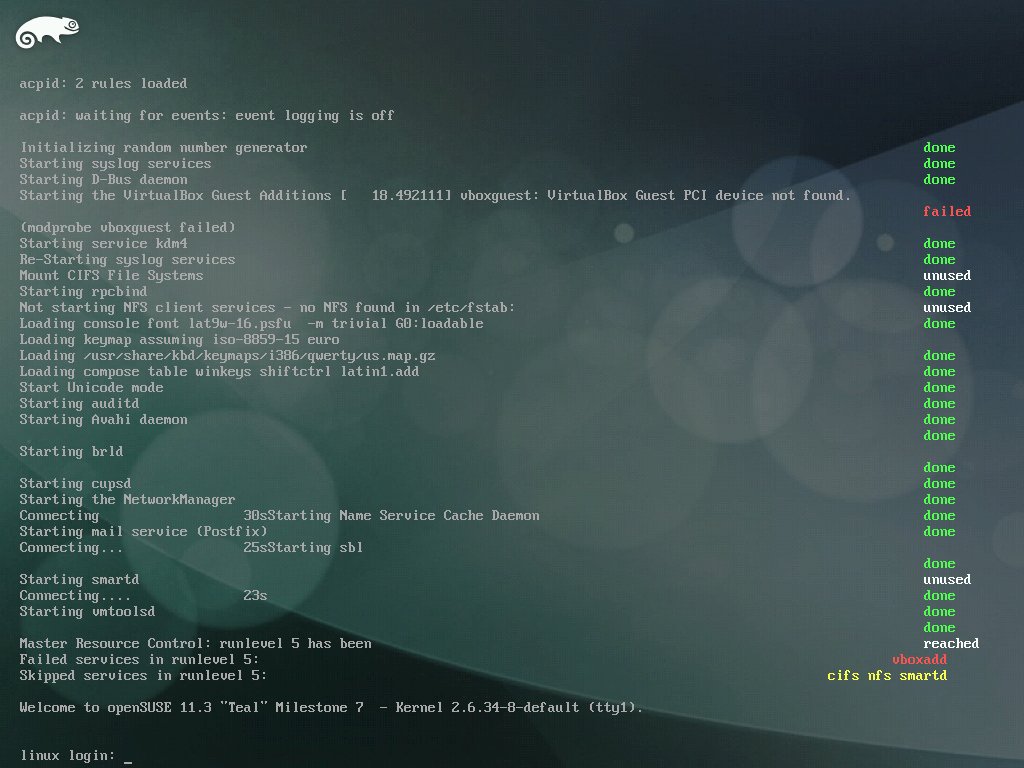 acpid: 2 rules loaded
acpid: waiting for events: event logging is off
Initializing random number generator done
Starting syslog services done
Starting D-Bus daemon done
Starting the VirtualBox Guest Additions [   18.492111] vboxguest: VirtualBox Guest PCI device not found.
failed
(modprobe vboxguest failed)
Starting service kdm4 done
Re-Starting syslog services done
Mount CIFS File Systems unused
Starting rpcbind done
Not starting NFS client services - no NFS found in /etc/fstab: unused
Loading console font lat9w-16.psfu  -m trivial G0:loadable done
Loading keymap assuming iso-8859-15 euro
Loading /usr/share/kbd/keymaps/i386/qwerty/us.map.gz done
Loading compose table winkeys shiftctrl latin1.add done
Start Unicode mode done
Starting auditd done
Starting Avahi daemon done
done
Starting brld
done
Starting cupsd done
Starting the NetworkManager done
Connecting 30sStarting Name Service Cache Daemon done
Starting mail service (Postfix) done
Connecting... 25sStarting sbl
done
Starting smartd unused
Connecting.... 23s done
Starting vmtoolsd done
done
Master Resource Control: runlevel 5 has been reached
Failed services in runlevel 5: vboxadd
Skipped services in runlevel 5: cifs nfs smartd
Welcome to openSUSE 11.3 "Teal" Milestone 7  - Kernel 2.6.34-8-default (tty1).
linux login: _